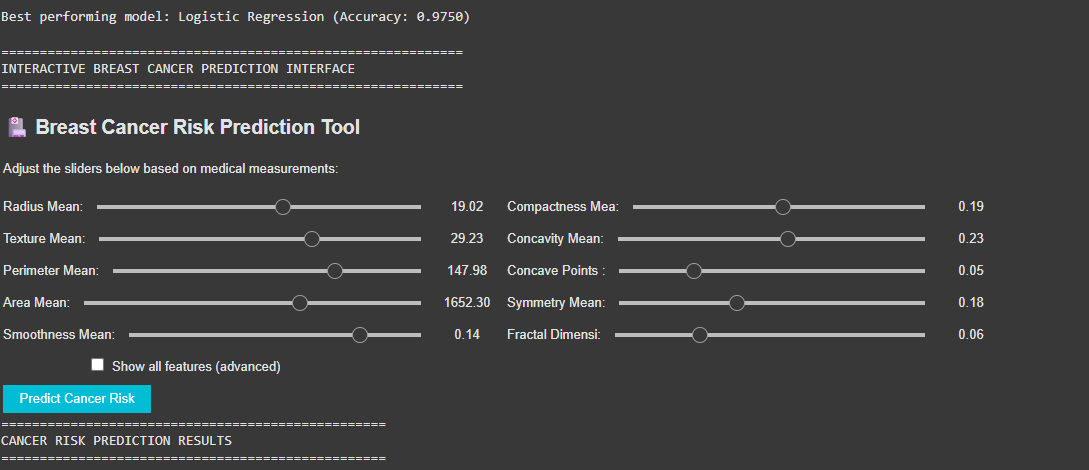 Best performing model: Logistic Regression (Accuracy: 0.9750)
============================================================
INTERACTIVE BREAST CANCER PREDICTION INTERFACE
============================================================
Breast Cancer Risk Prediction Tool
Adjust the sliders below based on medical measurements:
Radius Mean: 19.02 Compactness Mea: 0.19
Texture Mean: 29.23 Concavity Mean: 0.23
Perimeter Mean: 147.98 Concave Points : 0.05
Area Mean: 1652.30 Symmetry Mean: 0.18
Smoothness Mean: 0.14 Fractal Dimensi: 0.06
Show all features (advanced)
Predict Cancer Risk
==================================================
CANCER RISK PREDICTION RESULTS
==================================================